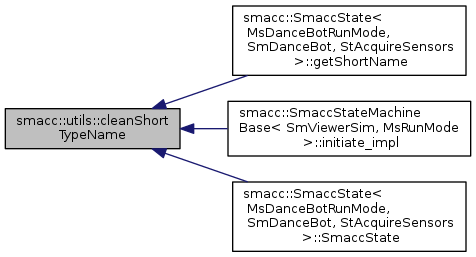 smacc::SmaccState<
MsDanceBotRunMode,
SmDanceBot, StAcquireSensors
>::getShortName
smacc::utils::cleanShort
TypeName
smacc::SmaccStateMachine
Base< SmViewerSim, MsRunMode
>::initiate_impl
smacc::SmaccState<
MsDanceBotRunMode,
SmDanceBot, StAcquireSensors
>::SmaccState